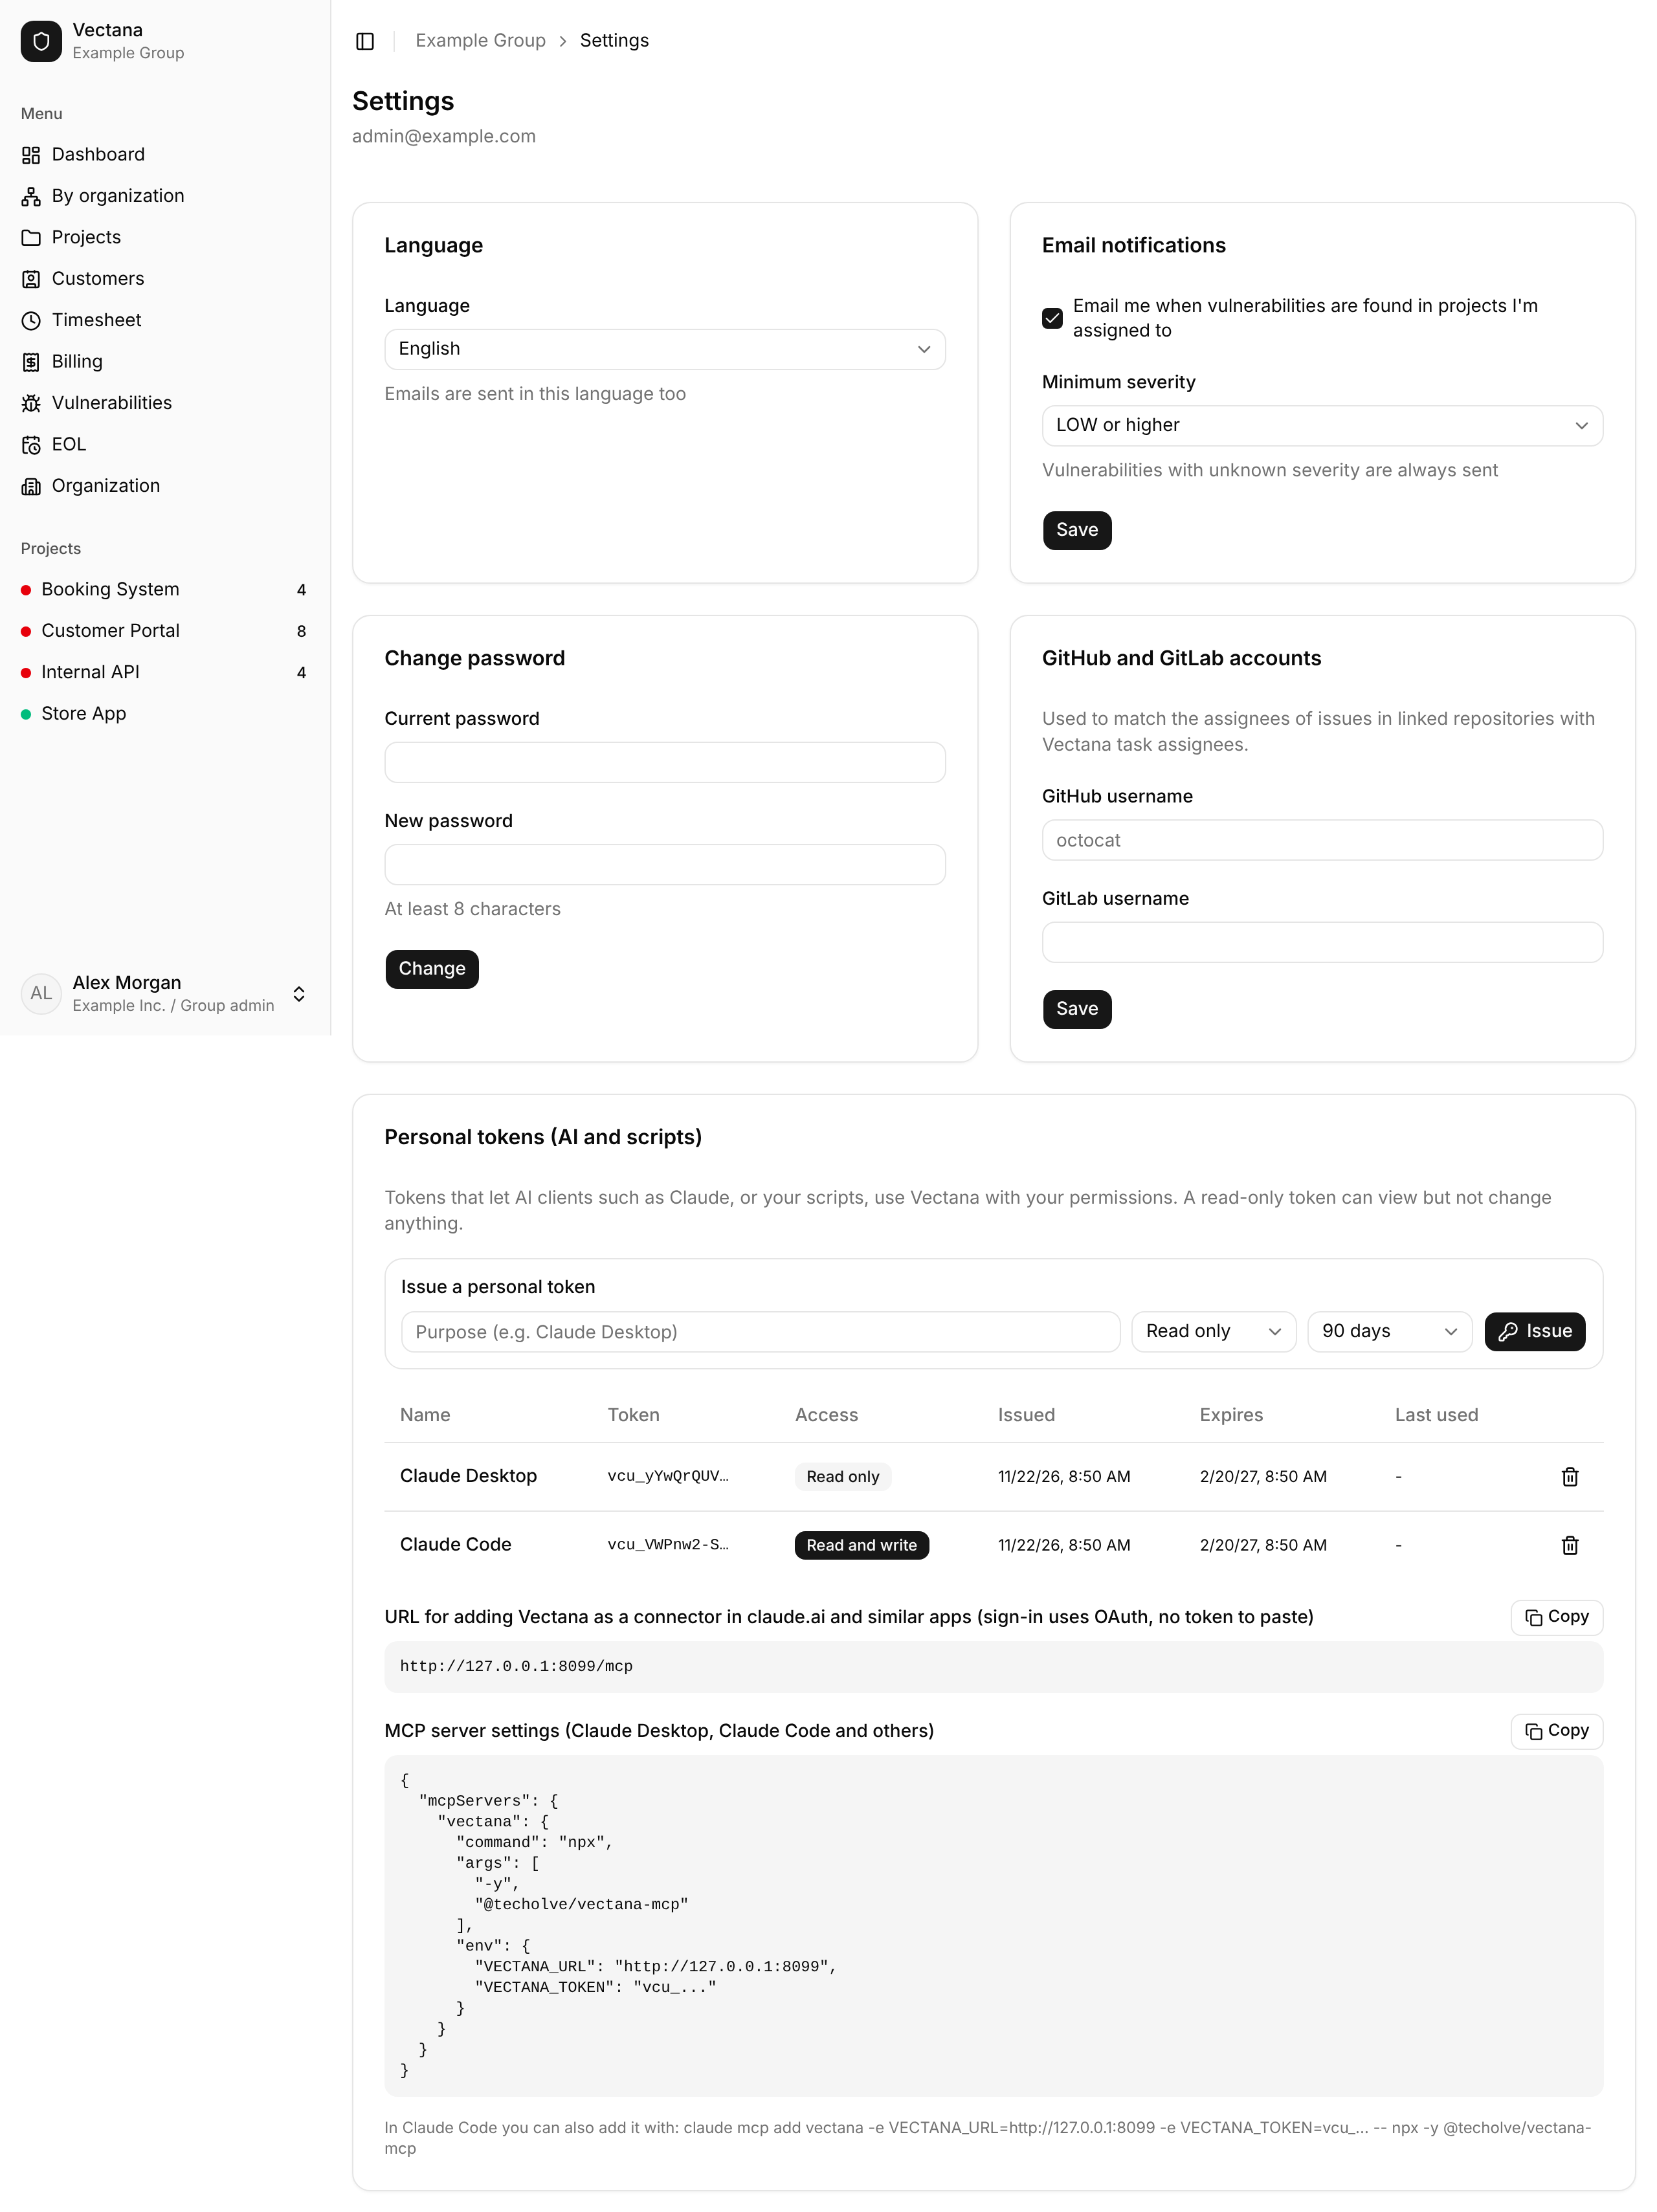 Vectana
Example Group
Menu
Dashboard
By organization
Projects
Customers
Timesheet
Billing
Vulnerabilities
EOL
Organization
Projects
Booking System 4
Customer Portal 8
Internal API 4
Store App
AL
Alex Morgan
Example Inc. / Group admin
Example Group > Settings
Settings
admin@example.com
Language
Language
English
Emails are sent in this language too
Email notifications
Email me when vulnerabilities are found in projects I'm
assigned to
Minimum severity
LOW or higher
Vulnerabilities with unknown severity are always sent
Save
Change password
Current password
New password
At least 8 characters
Change
GitHub and GitLab accounts
Used to match the assignees of issues in linked repositories with
Vectana task assignees.
GitHub username
octocat
GitLab username
Save
Personal tokens (AI and scripts)
Tokens that let AI clients such as Claude, or your scripts, use Vectana with your permissions. A read-only token can view but not change
anything.
Issue a personal token
Purpose (e.g. Claude Desktop) Read only 90 days Issue
Name Token Access Issued Expires Last used
Claude Desktop vcu_yYwQrQUV… Read only 11/22/26, 8:50 AM 2/20/27, 8:50 AM -
Claude Code vcu_VWPnw2-S… Read and write 11/22/26, 8:50 AM 2/20/27, 8:50 AM -
URL for adding Vectana as a connector in claude.ai and similar apps (sign-in uses OAuth, no token to paste) Copy
http://127.0.0.1:8099/mcp
MCP server settings (Claude Desktop, Claude Code and others) Copy
{
  "mcpServers": {
    "vectana": {
      "command": "npx",
      "args": [
        "-y",
        "@techolve/vectana-mcp"
      ],
      "env": {
        "VECTANA_URL": "http://127.0.0.1:8099",
        "VECTANA_TOKEN": "vcu_..."
      }
    }
  }
}
In Claude Code you can also add it with: claude mcp add vectana -e VECTANA_URL=http://127.0.0.1:8099 -e VECTANA_TOKEN=vcu_... -- npx -y @techolve/vectana-
mcp